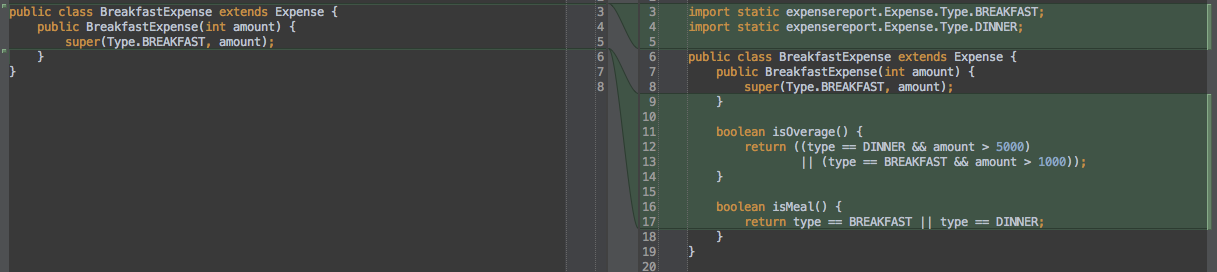 public class BreakfastExpense extends Expense {
    public BreakfastExpense(int amount) {
        super(Type.BREAKFAST, amount);
    }
}
3
4
5
6
7
8
3 import static expensereport.Expense.Type.BREAKFAST;
4 import static expensereport.Expense.Type.DINNER;
5
6 public class BreakfastExpense extends Expense {
7     public BreakfastExpense(int amount) {
8         super(Type.BREAKFAST, amount);
9     }
10
11     boolean isOverage() {
12         return ((type == DINNER && amount > 5000)
13                 || (type == BREAKFAST && amount > 1000));
14     }
15
16     boolean isMeal() {
17         return type == BREAKFAST || type == DINNER;
18     }
19 }
20